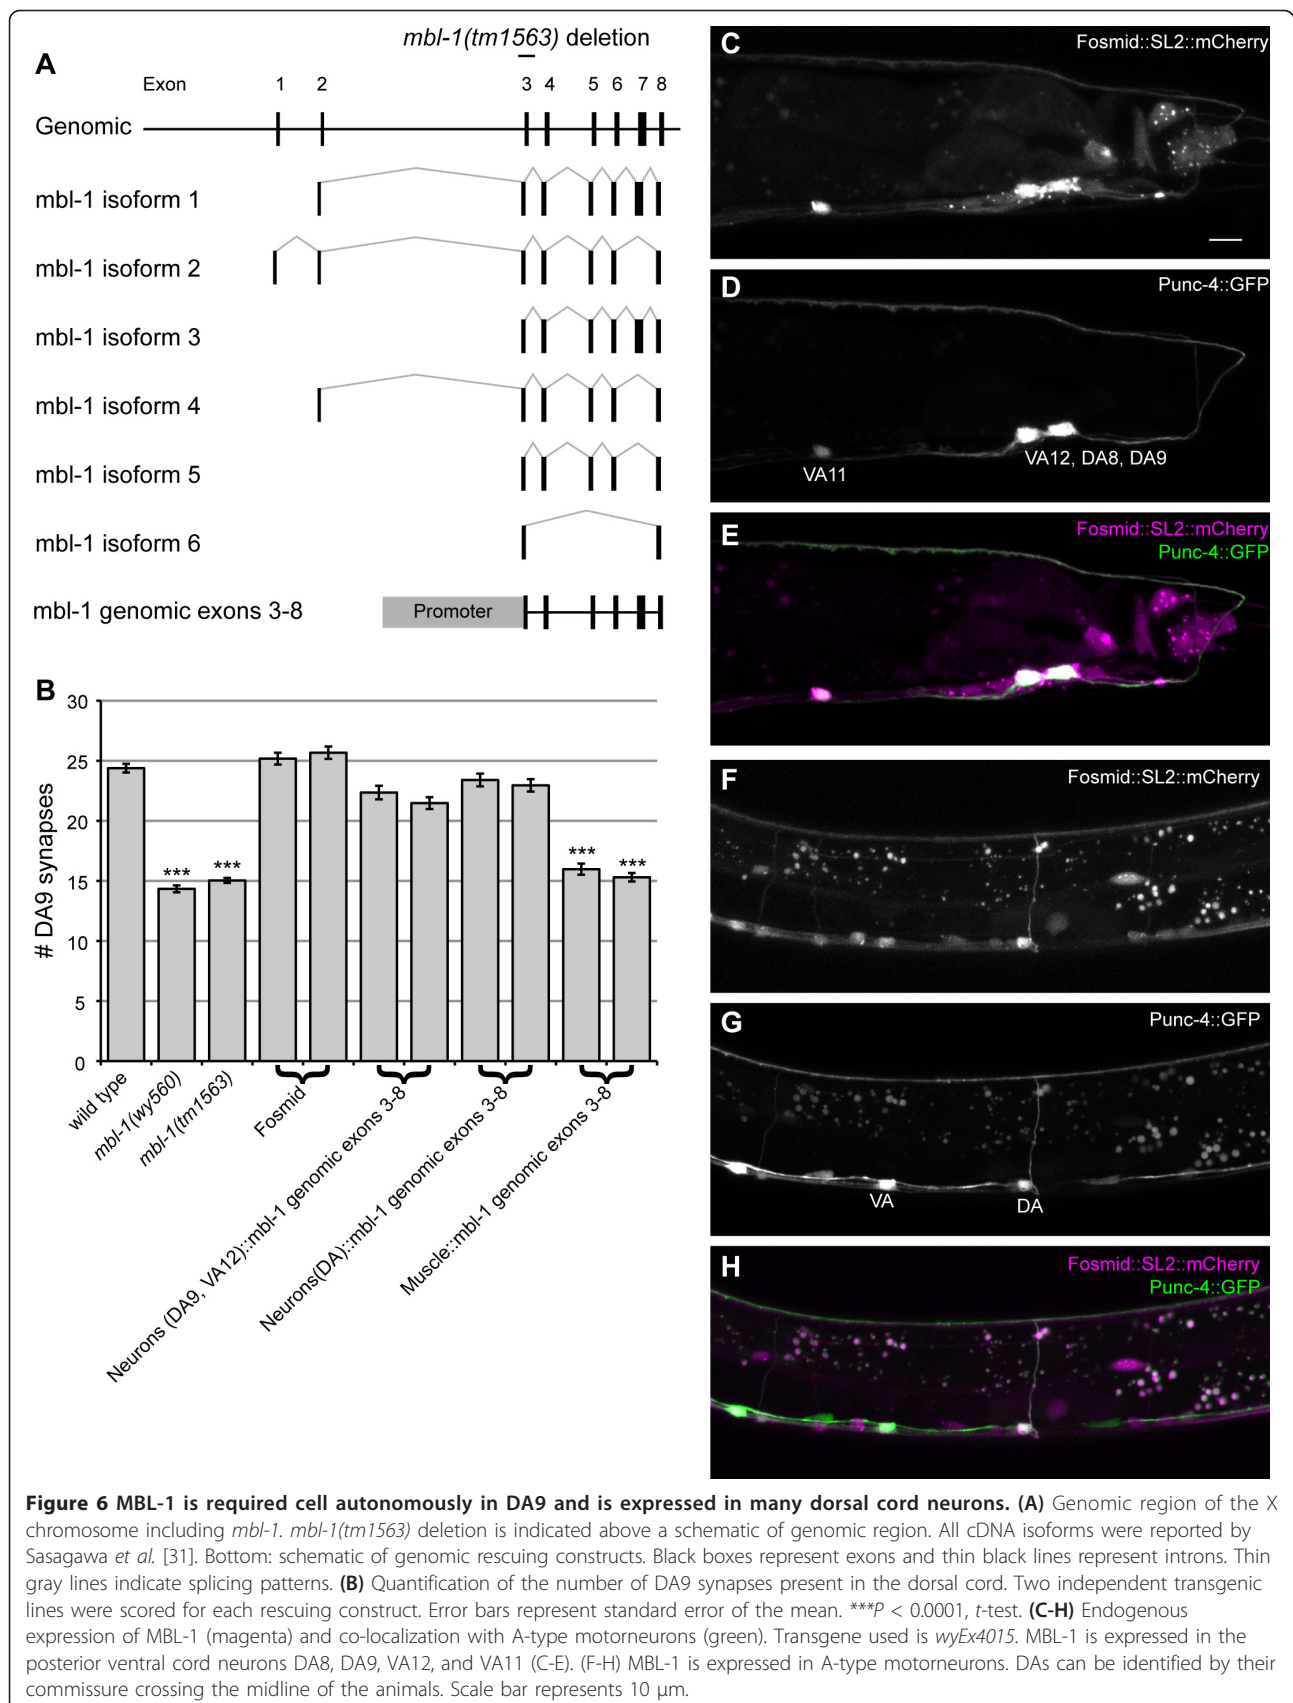 A
mbl-1(tm1563) deletion
Exon 1 2 3 4 5 6 7 8
Genomic
mbl-1 isoform 1
mbl-1 isoform 2
mbl-1 isoform 3
mbl-1 isoform 4
mbl-1 isoform 5
mbl-1 isoform 6
mbl-1 genomic exons 3-8
Promoter
B
# DA9 synapses
30
25
20
15
10
5
0
***
***
***
***
wild type
mbl-1(wy560)
mbl-1(tm1563)
Fosmid
Neurons (DA9, VA12)::mbl-1 genomic exons 3-8
Neurons(DA)::mbl-1 genomic exons 3-8
Muscle::mbl-1 genomic exons 3-8
C
Fosmid::SL2::mCherry
D
Punc-4::GFP
VA11
VA12, DA8, DA9
E
Fosmid::SL2::mCherry
Punc-4::GFP
F
Fosmid::SL2::mCherry
G
Punc-4::GFP
VA
DA
H
Fosmid::SL2::mCherry
Punc-4::GFP
Figure 6 MBL-1 is required cell autonomously in DA9 and is expressed in many dorsal cord neurons. (A) Genomic region of the X
chromosome including mbl-1. mbl-1(tm1563) deletion is indicated above a schematic of genomic region. All cDNA isoforms were reported by
Sasagawa et al. [31]. Bottom: schematic of genomic rescuing constructs. Black boxes represent exons and thin black lines represent introns. Thin
gray lines indicate splicing patterns. (B) Quantification of the number of DA9 synapses present in the dorsal cord. Two independent transgenic
lines were scored for each rescuing construct. Error bars represent standard error of the mean. ***P < 0.0001, t-test. (C-H) Endogenous
expression of MBL-1 (magenta) and co-localization with A-type motorneurons (green). Transgene used is wyEx4015. MBL-1 is expressed in the
posterior ventral cord neurons DA8, DA9, VA12, and VA11 (C-E). (F-H) MBL-1 is expressed in A-type motorneurons. DAs can be identified by their
commissure crossing the midline of the animals. Scale bar represents 10 μm.